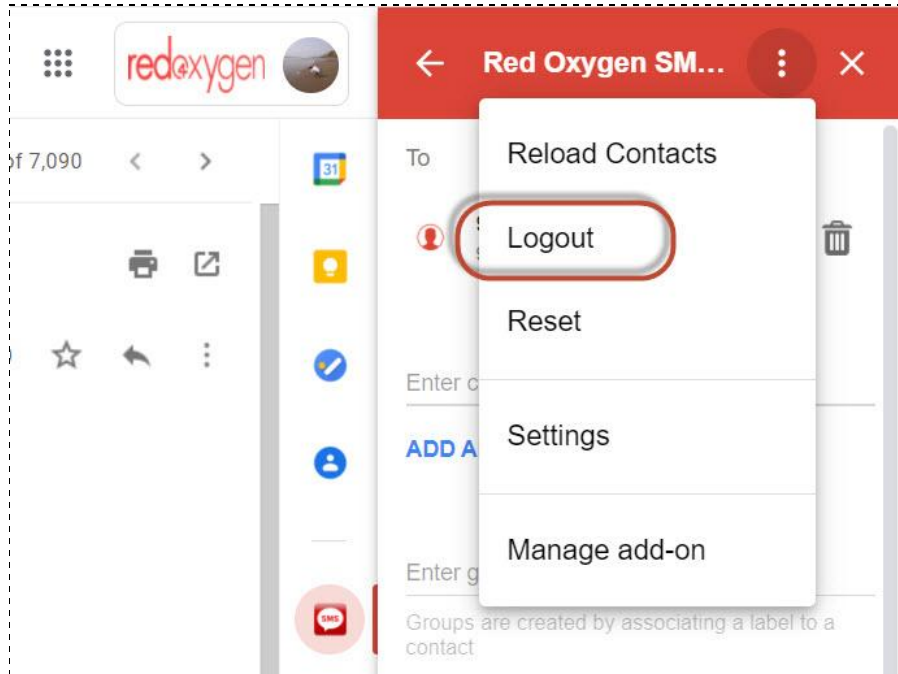 redoxygen
Red Oxygen SM...
of 7,090
31
To
Reload Contacts
Logout
Reset
Enter c
ADD A
Settings
Manage add-on
Enter g
SMS
Groups are created by associating a label to a
contact